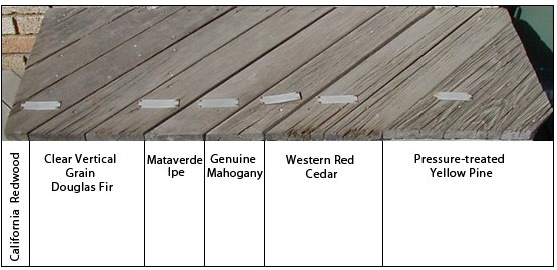 California Redwood
Clear Vertical
Grain
Douglas Fir
Mataverde
Ipe
Genuine
Mahogany
Western Red
Cedar
Pressure-treated
Yellow Pine